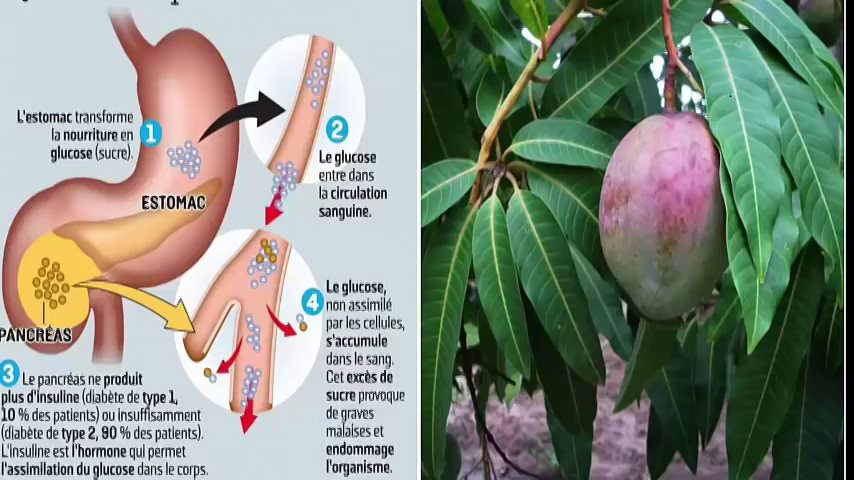 L'estomac transforme
la nourriture en
glucose (sucre).
1
ESTOMAC
2
Le glucose
entre dans
la circulation
sanguine.
PANCRÉAS
3 Le pancréas ne produit
plus d'insuline (diabète de type 1,
10 % des patients) ou insuffisamment
(diabète de type 2, 90 % des patients).
L'insuline est l'hormone qui permet
l'assimilation du glucose dans le corps.
4
Le glucose,
non assimilé
par les cellules,
s'accumule
dans le sang.
Cet excès de
sucre provoque
de graves
malaises et
endommage
l'organisme.